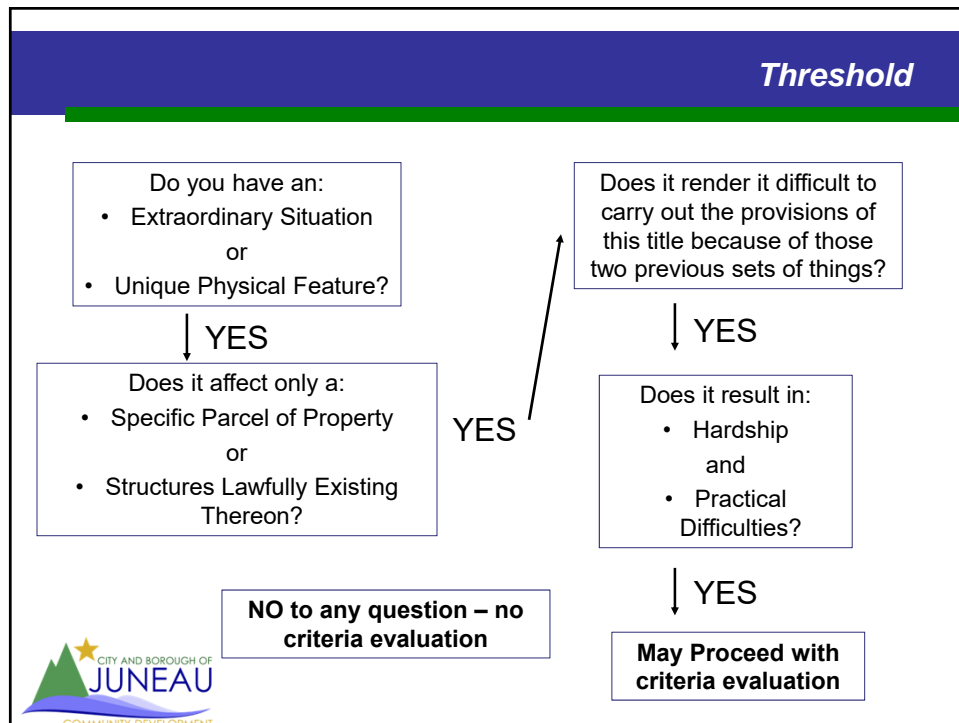 Threshold
Do you have an:
• Extraordinary Situation
or
• Unique Physical Feature?
YES
Does it affect only a:
• Specific Parcel of Property
or
• Structures Lawfully Existing
Thereon?
YES
Does it render it difficult to
carry out the provisions of
this title because of those
two previous sets of things?
YES
Does it result in:
• Hardship
and
• Practical
Difficulties?
YES
May Proceed with
criteria evaluation
NO to any question – no
criteria evaluation
CITY AND BOROUGH OF
JUNEAU
COMMUNITY DEVELOPMENT